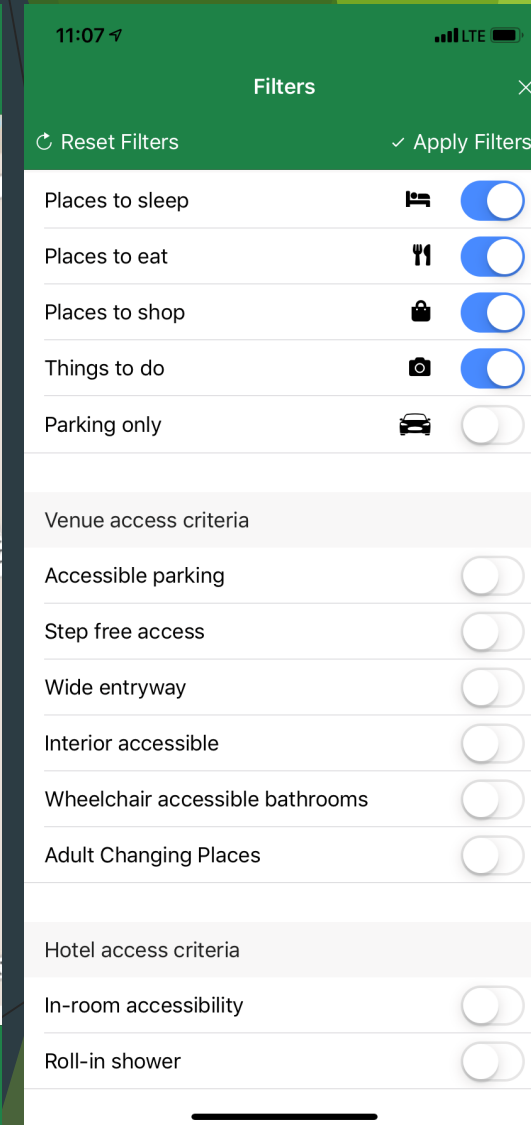 11:07 LTE
Filters
Reset Filters Apply Filters
Places to sleep
Places to eat
Places to shop
Things to do
Parking only
Venue access criteria
Accessible parking
Step free access
Wide entryway
Interior accessible
Wheelchair accessible bathrooms
Adult Changing Places
Hotel access criteria
In-room accessibility
Roll-in shower